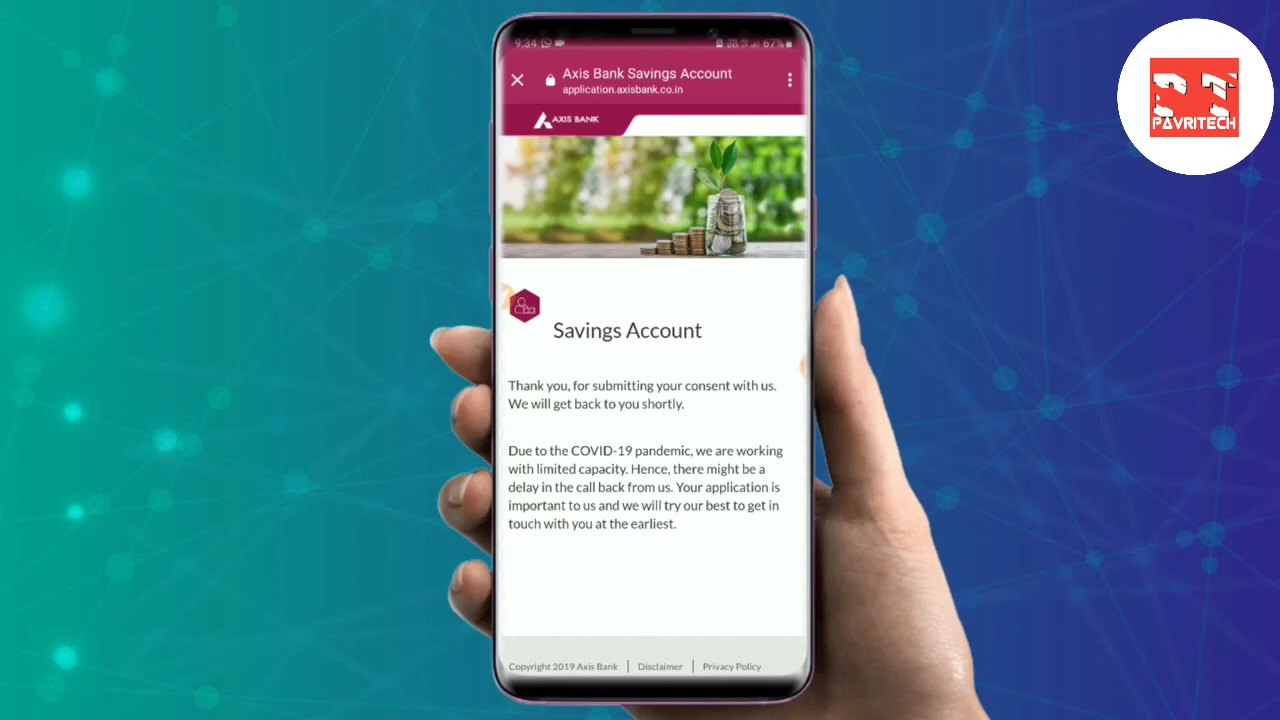 9:34
67%
Axis Bank Savings Account
application.axisbank.co.in
AXIS BANK
PAVRITECH
Savings Account
Thank you, for submitting your consent with us.
We will get back to you shortly.
Due to the COVID-19 pandemic, we are working
with limited capacity. Hence, there might be a
delay in the call back from us. Your application is
important to us and we will try our best to get in
touch with you at the earliest.
Copyright 2019 Axis Bank | Disclaimer | Privacy Policy